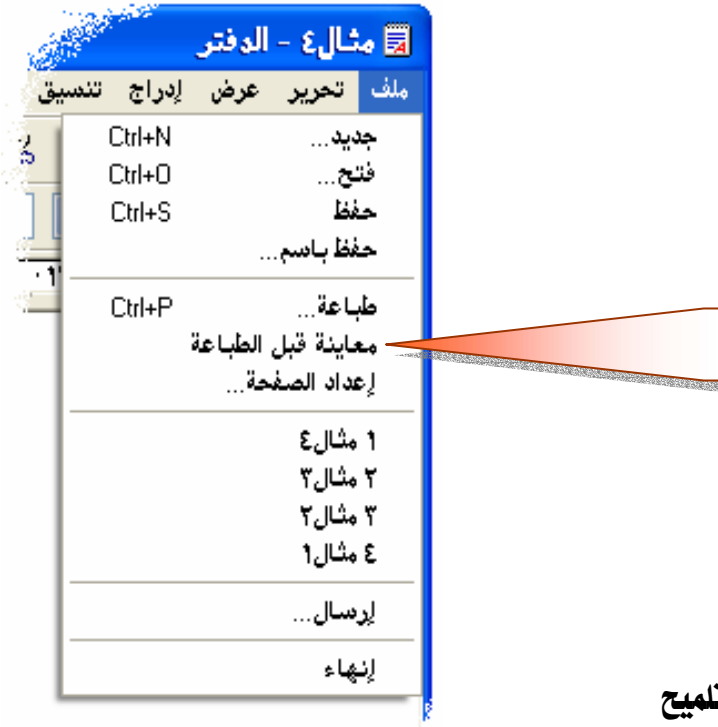 مثال٤ - الدفتر
ملف تحرير عرض إدراج تنسيق
جديد... Ctrl+N
فتح... Ctrl+O
حفظ Ctrl+S
حفظ باسم...
طباعة... Ctrl+P
معاينة قبل الطباعة
إعداد الصفحة...
١ مثال٤
٢ مثال٣
٣ مثال٢
٤ مثال١
إرسال...
إنهاء
تلميح